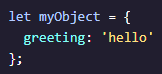 let myObject = {
  greeting: 'hello'
};